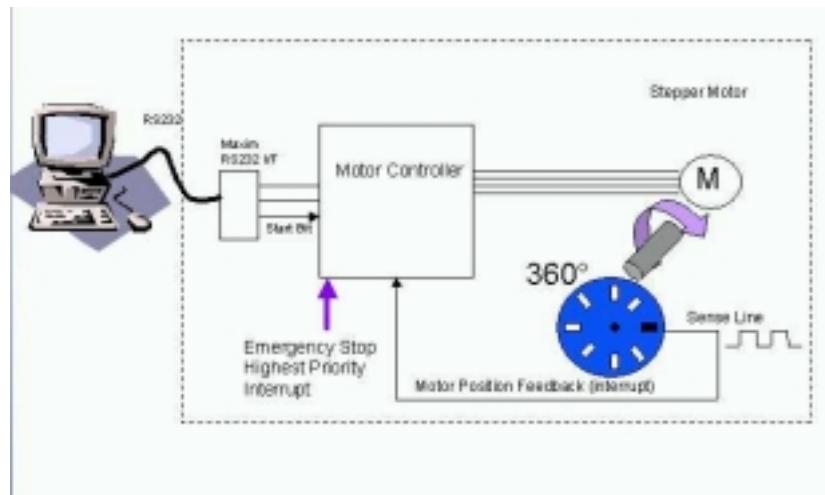 Stepper Motor
RS232
Maxim
RS232 I/F
Motor Controller
M
Start Bit
360°
Sense Line
Emergency Stop
Highest Priority
Interrupt
Motor Position Feedback (interrupt)